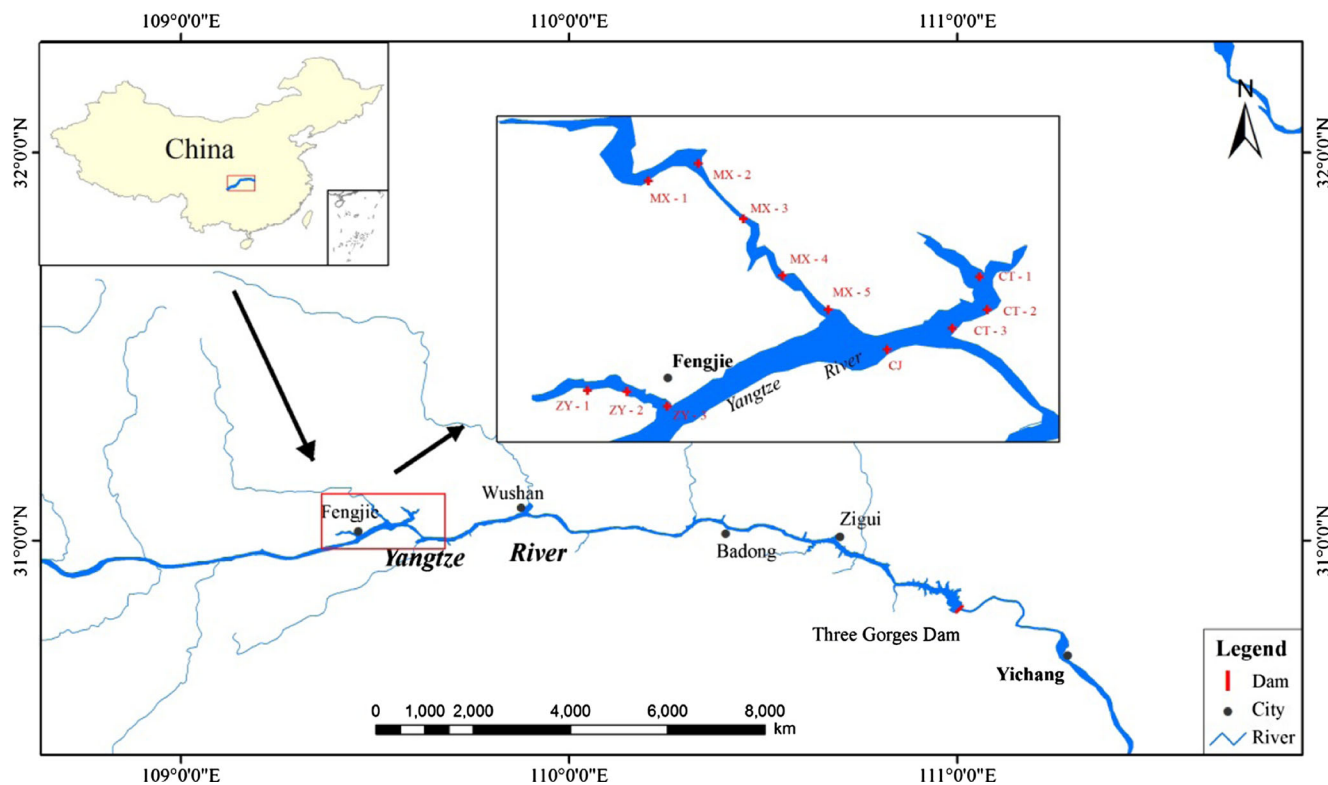 109°0'0"E
110°0'0"E
111°0'0"E
32°0'0"N
32°0'0"N
China
N
MX - 1
MX - 2
MX - 3
MX - 4
MX - 5
CT - 1
CT - 2
CT - 3
CJ
Fengjie
Yangtze
River
ZY - 1
ZY - 2
ZY - 3
31°0'0"N
31°0'0"N
Fengjie
Wushan
Yangtze
River
Badong
Zigui
Three Gorges Dam
Yichang
Legend
Dam
City
River
0 1,000 2,000 4,000 6,000 8,000
km
109°0'0"E
110°0'0"E
111°0'0"E